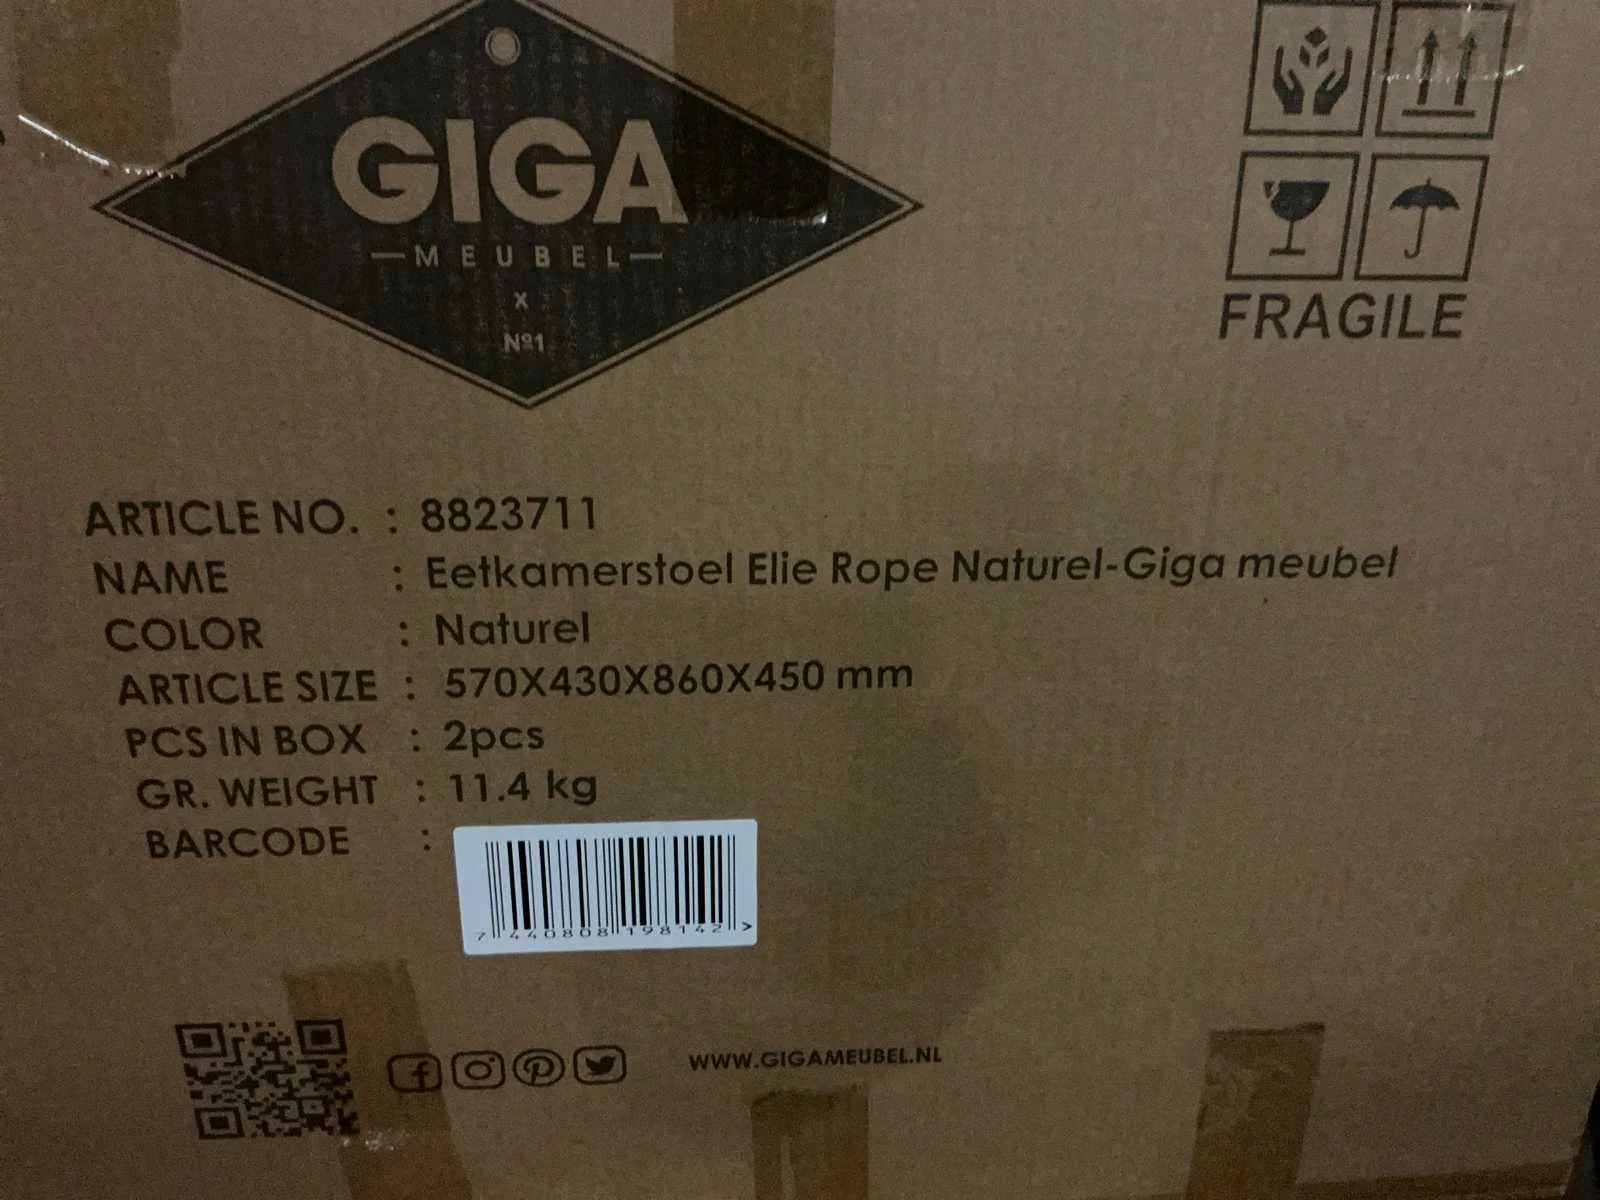 GIGA
MEUBEL
x
Nº1
FRAGILE
ARTICLE NO. : 8823711
NAME : Eetkamerstoel Elie Rope Naturel-Giga meubel
COLOR : Naturel
ARTICLE SIZE : 570X430X860X450 mm
PCS IN BOX : 2pcs
GR. WEIGHT : 11.4 kg
BARCODE :
7 440808 198142 >
WWW.GIGAMEUBEL.NL